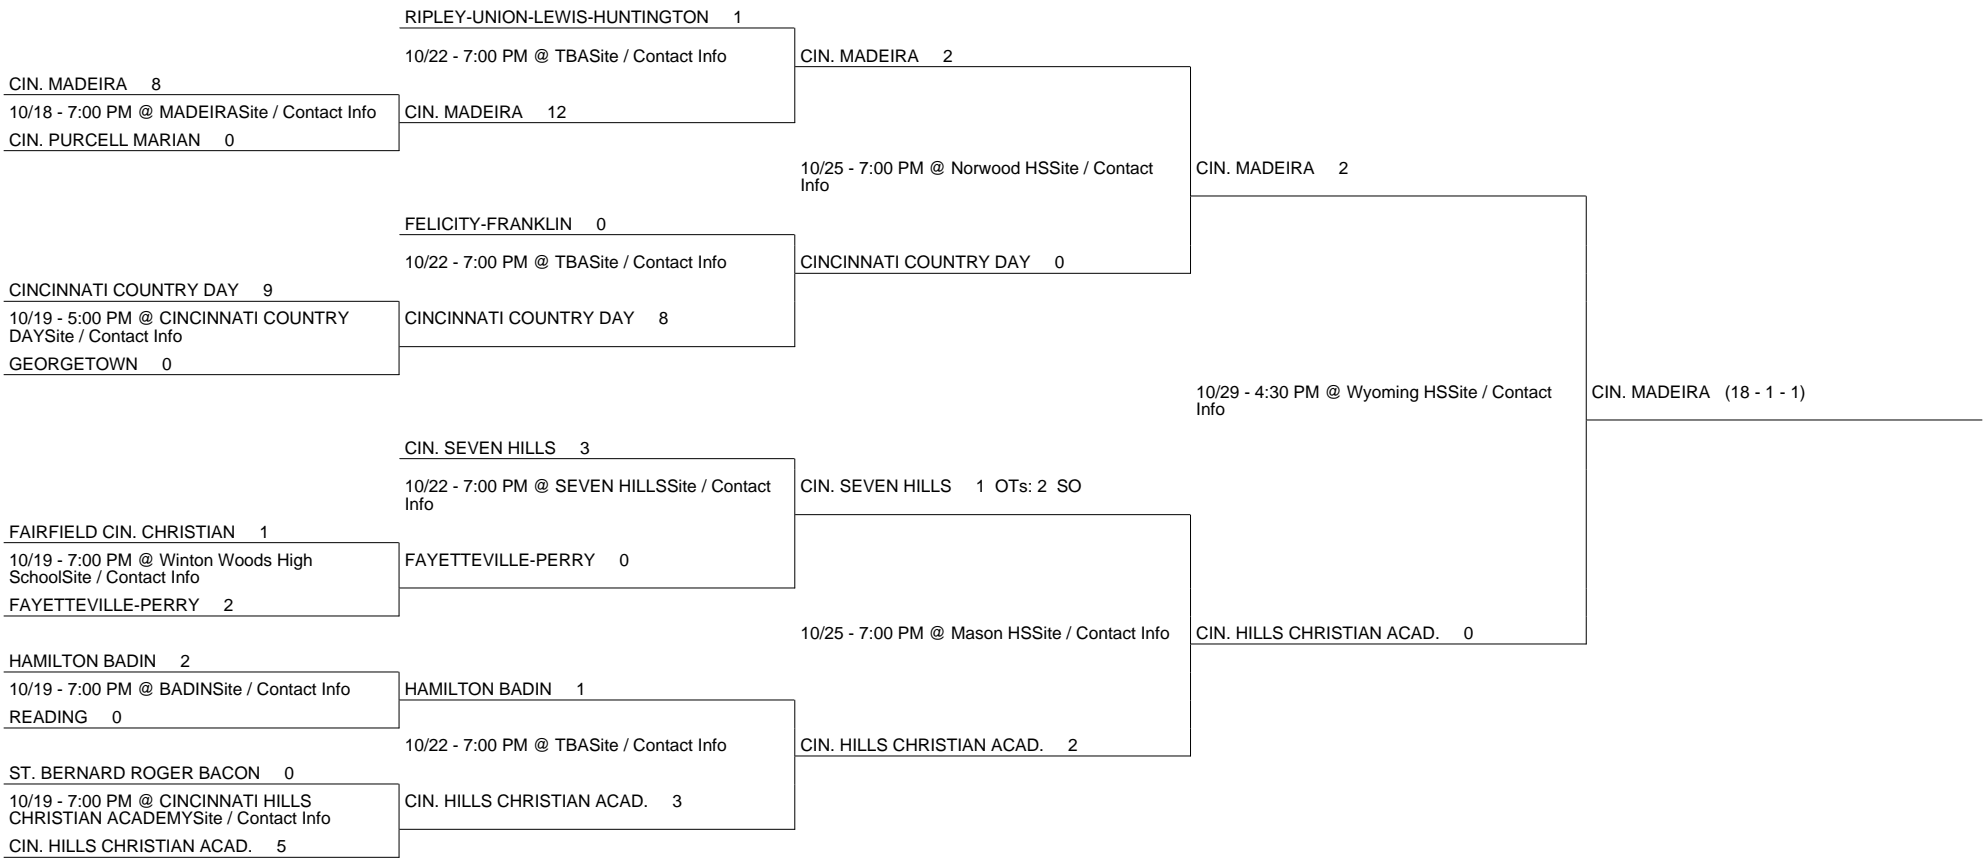 RIPLEY-UNION-LEWIS-HUNTINGTON 1
10/22 - 7:00 PM @ TBASite / Contact Info
CIN. MADEIRA 2
CIN. MADEIRA 8
10/18 - 7:00 PM @ MADEIRASite / Contact Info
CIN. MADEIRA 12
CIN. PURCELL MARIAN 0
10/25 - 7:00 PM @ Norwood HSSite / Contact
Info
CIN. MADEIRA 2
FELICITY-FRANKLIN 0
10/22 - 7:00 PM @ TBASite / Contact Info
CINCINNATI COUNTRY DAY 0
CINCINNATI COUNTRY DAY 9
10/19 - 5:00 PM @ CINCINNATI COUNTRY
DAYSite / Contact Info
CINCINNATI COUNTRY DAY 8
GEORGETOWN 0
10/29 - 4:30 PM @ Wyoming HSSite / Contact
Info
CIN. MADEIRA (18 - 1 - 1)
CIN. SEVEN HILLS 3
10/22 - 7:00 PM @ SEVEN HILLSSite / Contact
Info
CIN. SEVEN HILLS 1 OTs: 2 SO
FAIRFIELD CIN. CHRISTIAN 1
10/19 - 7:00 PM @ Winton Woods High
SchoolSite / Contact Info
FAYETTEVILLE-PERRY 0
FAYETTEVILLE-PERRY 2
10/25 - 7:00 PM @ Mason HSSite / Contact Info
CIN. HILLS CHRISTIAN ACAD. 0
HAMILTON BADIN 2
10/19 - 7:00 PM @ BADINSite / Contact Info
HAMILTON BADIN 1
READING 0
10/22 - 7:00 PM @ TBASite / Contact Info
CIN. HILLS CHRISTIAN ACAD. 2
ST. BERNARD ROGER BACON 0
10/19 - 7:00 PM @ CINCINNATI HILLS
CHRISTIAN ACADEMYSite / Contact Info
CIN. HILLS CHRISTIAN ACAD. 3
CIN. HILLS CHRISTIAN ACAD. 5